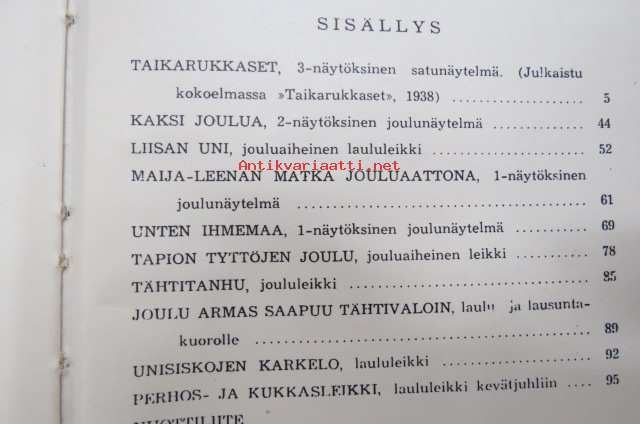 SISÄLLYS
TAIKARUKKASET, 3-näytöksinen satunäytelmä. (Julkaistu
kokoelmassa »Taikarukkaset», 1938) .................... 5
KAKSI JOULUA, 2-näytöksinen joulunäytelmä ................ 44
LIISAN UNI, jouluaiheinen laululeikki ........................ 52
Antikvariaatti.net
MAIJA-LEENAN MATKA JOULUAATTONA, 1-näytöksinen
joulunäytelmä .......................................... 61
UNTEN IHMEMAA, 1-näytöksinen joulunäytelmä ............ 69
TAPION TYTTÖJEN JOULU, jouluaiheinen leikki ............ 78
TÄHTITANHU, joululeikki .................................... 85
JOULU ARMAS SAAPUU TÄHTIVALOIN, laulu- ja lausunta-
kuorolle ................................................ 89
UNISISKOJEN KARKELO, laululeikki ........................ 92
PERHOS- JA KUKKASLEIKKI, laululeikki kevätjuhliin .... 95
NUOTTILIITE